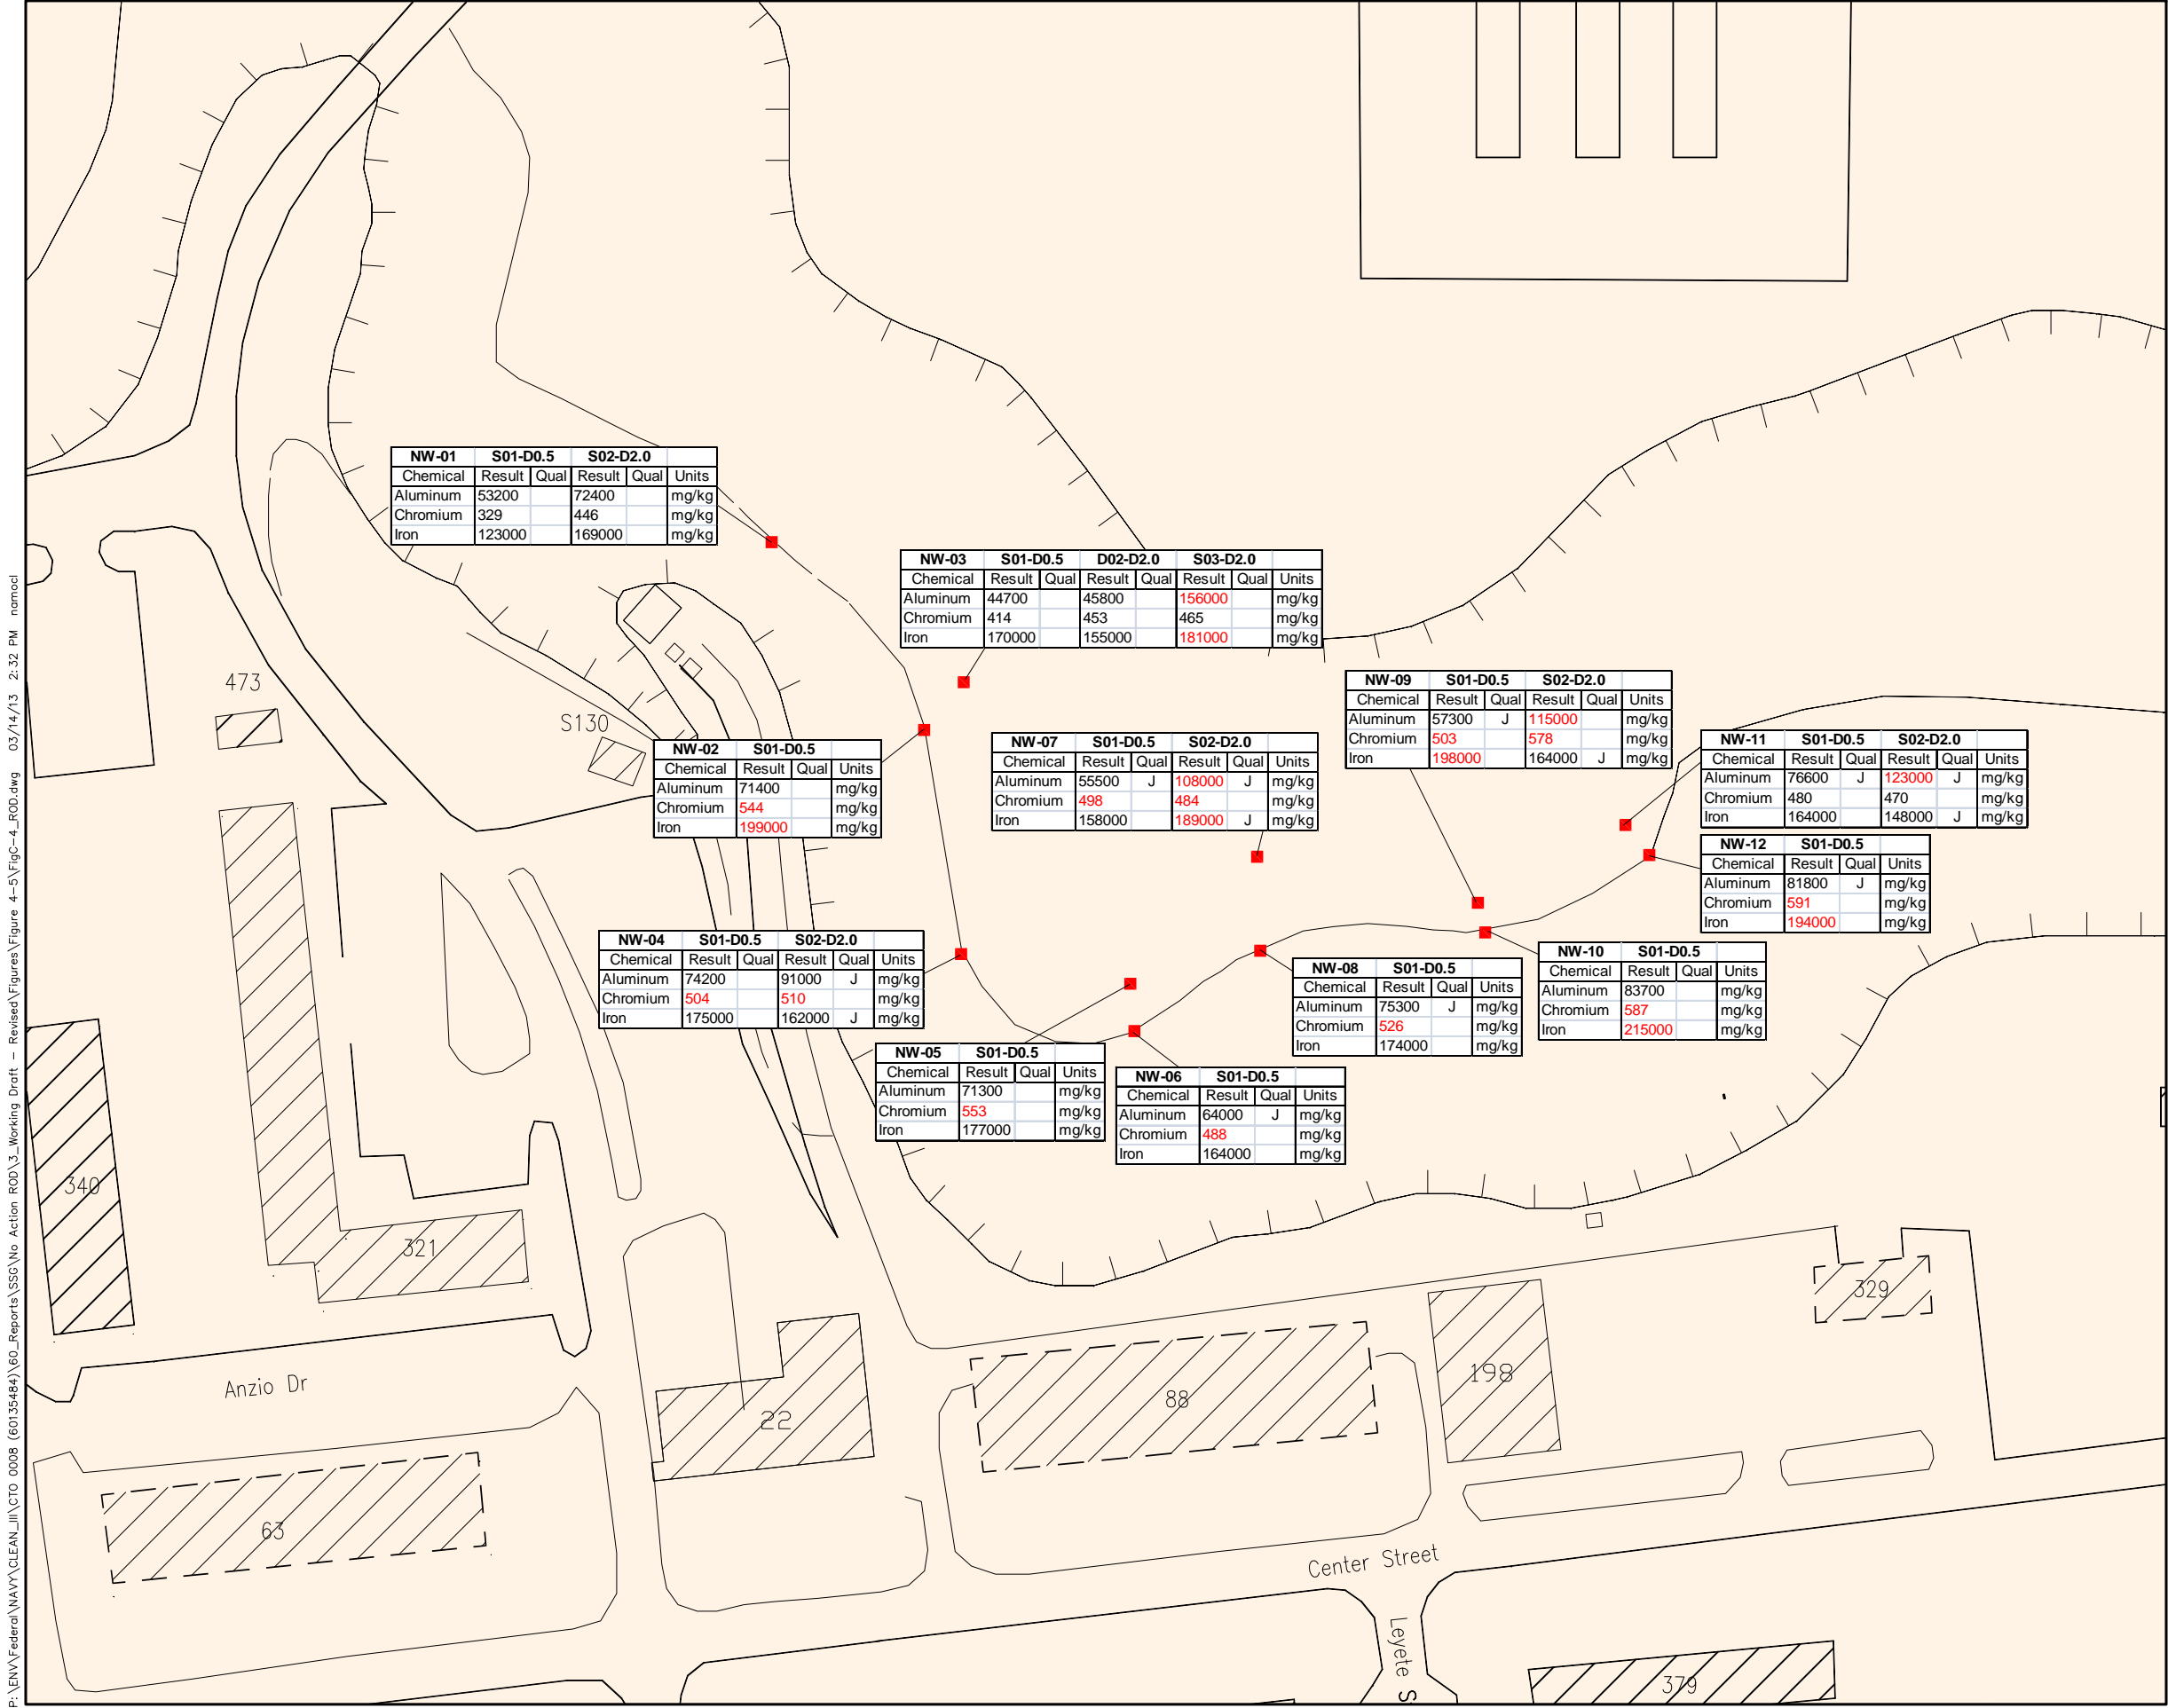 P:\ENV\Federal\NAVY\CLEAN_III\CTO 0008 (60135484)\60_Reports\SSG\No Action ROD\3_Working Draft - Revised\Figures\Figure 4-5\FigC-4_ROD.dwg 03/14/13 2:32 PM namocl
NW-01 S01-D0.5 S02-D2.0
Chemical Result Qual Result Qual Units
Aluminum 53200 72400 mg/kg
Chromium 329 446 mg/kg
Iron 123000 169000 mg/kg
NW-03 S01-D0.5 D02-D2.0 S03-D2.0
Chemical Result Qual Result Qual Result Qual Units
Aluminum 44700 45800 156000 mg/kg
Chromium 414 453 465 mg/kg
Iron 170000 155000 181000 mg/kg
473
S130
NW-02 S01-D0.5
Chemical Result Qual Units
Aluminum 71400 mg/kg
Chromium 544 mg/kg
Iron 199000 mg/kg
NW-07 S01-D0.5 S02-D2.0
Chemical Result Qual Result Qual Units
Aluminum 55500 J 108000 J mg/kg
Chromium 498 484 mg/kg
Iron 158000 189000 J mg/kg
NW-09 S01-D0.5 S02-D2.0
Chemical Result Qual Result Qual Units
Aluminum 57300 J 115000 mg/kg
Chromium 503 578 mg/kg
Iron 198000 164000 J mg/kg
NW-11 S01-D0.5 S02-D2.0
Chemical Result Qual Result Qual Units
Aluminum 76600 J 123000 J mg/kg
Chromium 480 470 mg/kg
Iron 164000 148000 J mg/kg
NW-12 S01-D0.5
Chemical Result Qual Units
Aluminum 81800 J mg/kg
Chromium 591 mg/kg
Iron 194000 mg/kg
NW-04 S01-D0.5 S02-D2.0
Chemical Result Qual Result Qual Units
Aluminum 74200 91000 J mg/kg
Chromium 504 510 mg/kg
Iron 175000 162000 J mg/kg
NW-08 S01-D0.5
Chemical Result Qual Units
Aluminum 75300 J mg/kg
Chromium 526 mg/kg
Iron 174000 mg/kg
NW-10 S01-D0.5
Chemical Result Qual Units
Aluminum 83700 mg/kg
Chromium 587 mg/kg
Iron 215000 mg/kg
NW-05 S01-D0.5
Chemical Result Qual Units
Aluminum 71300 mg/kg
Chromium 553 mg/kg
Iron 177000 mg/kg
NW-06 S01-D0.5
Chemical Result Qual Units
Aluminum 64000 J mg/kg
Chromium 488 mg/kg
Iron 164000 mg/kg
340
321
329
Anzio Dr
22
88
198
63
Center Street
Leyete S
379